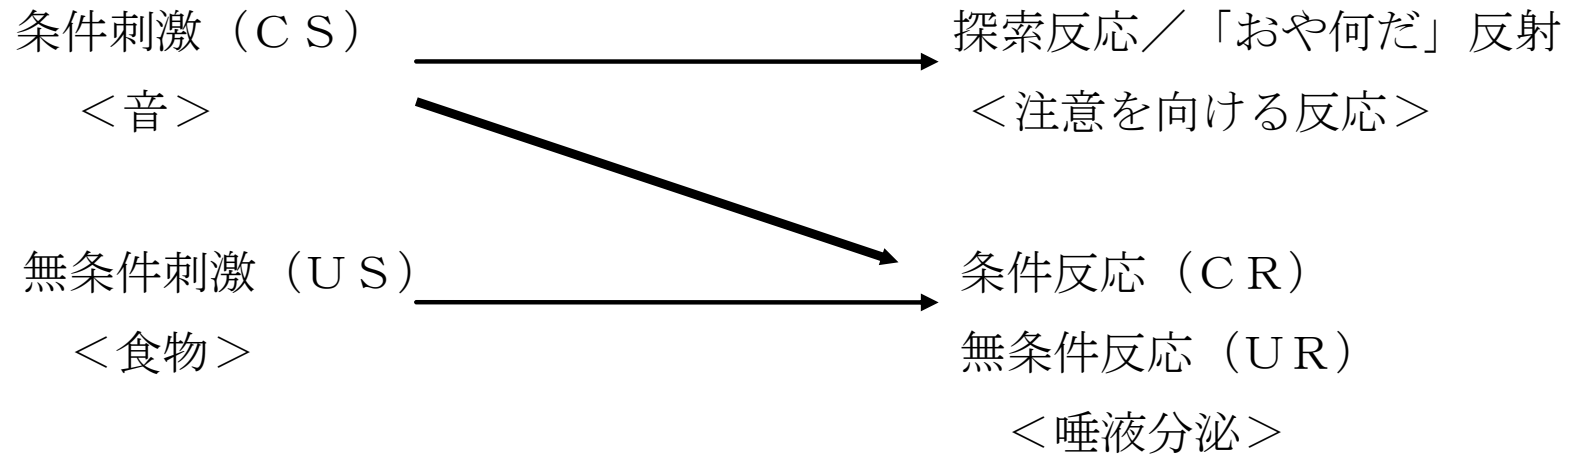 条件刺激（ＣＳ）
＜音＞
探索反応／「おや何だ」反射
＜注意を向ける反応＞
無条件刺激（ＵＳ）
＜食物＞
条件反応（ＣＲ）
無条件反応（ＵＲ）
＜唾液分泌＞